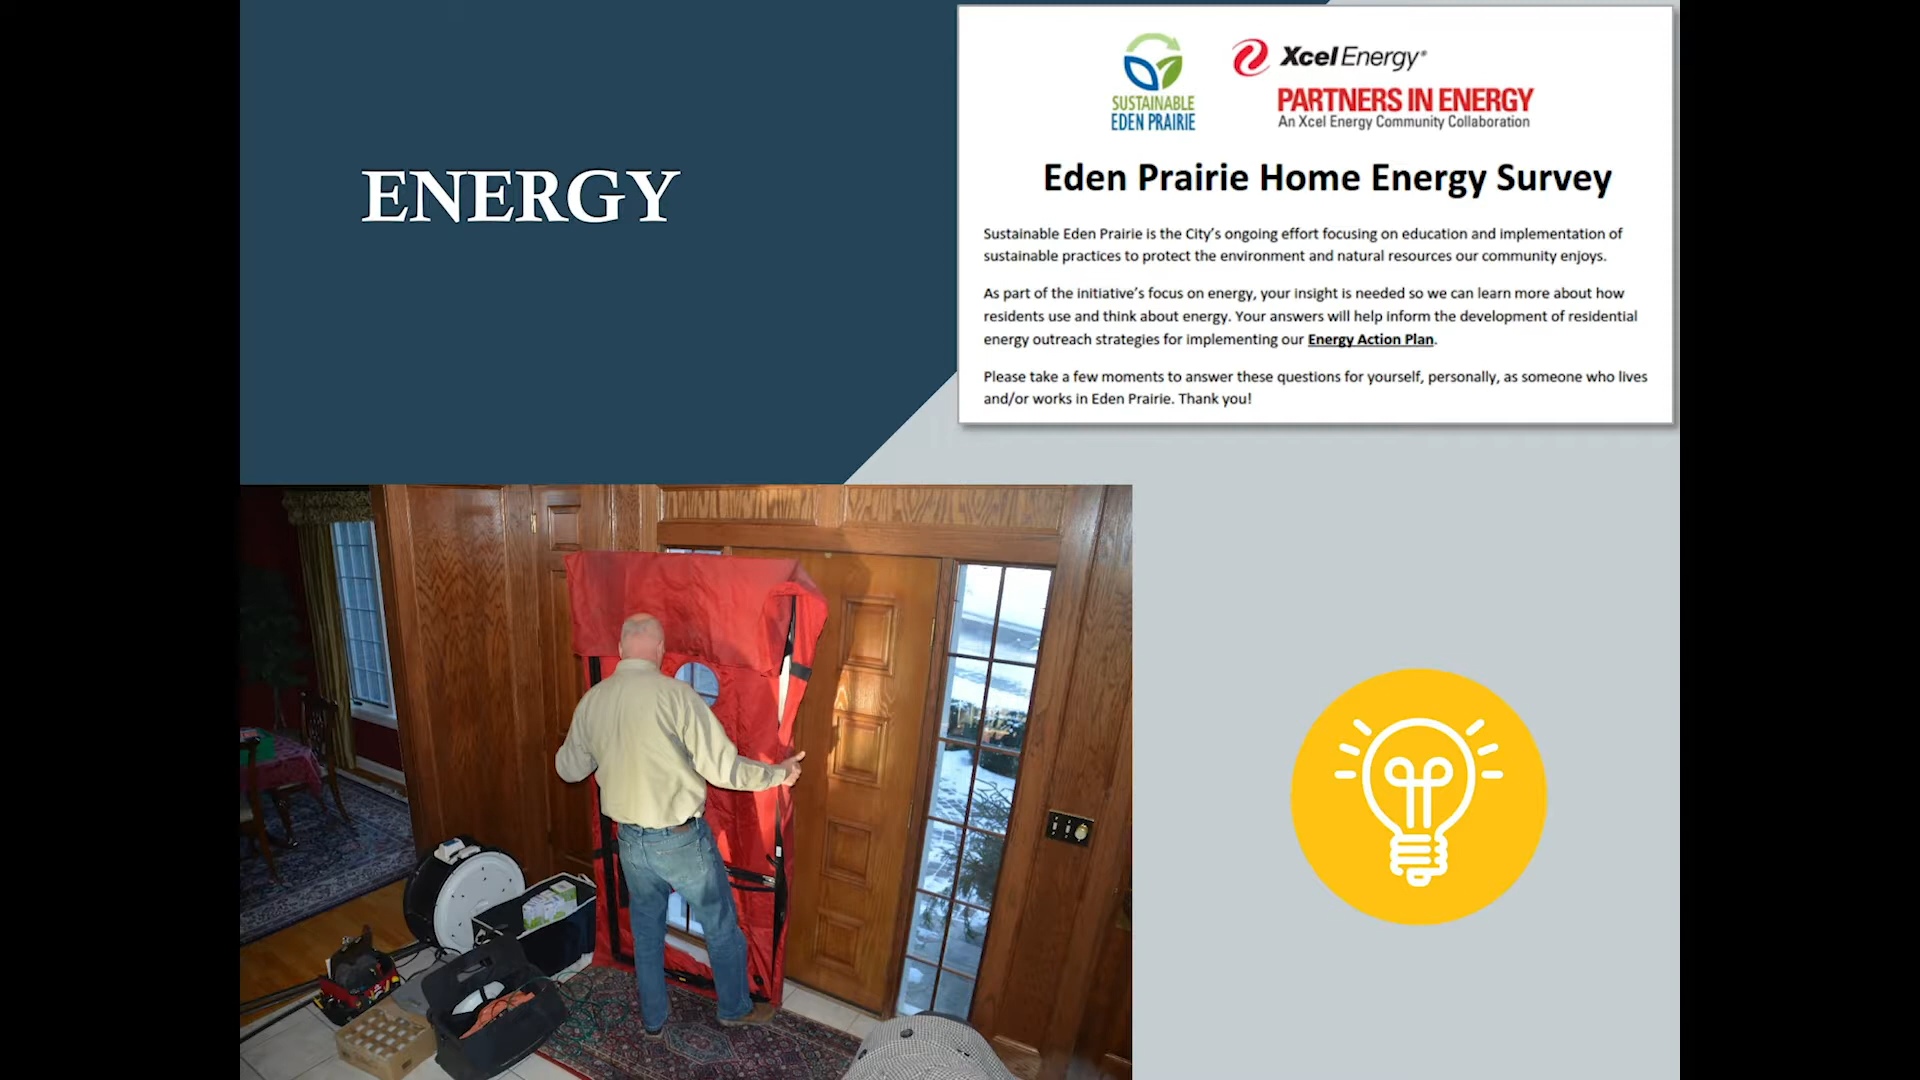 ENERGY
SUSTAINABLE
EDEN PRAIRIE
Xcel Energy®
PARTNERS IN ENERGY
An Xcel Energy Community Collaboration
Eden Prairie Home Energy Survey
Sustainable Eden Prairie is the City's ongoing effort focusing on education and implementation of
sustainable practices to protect the environment and natural resources our community enjoys.
As part of the initiative's focus on energy, your insight is needed so we can learn more about how
residents use and think about energy. Your answers will help inform the development of residential
energy outreach strategies for implementing our Energy Action Plan.
Please take a few moments to answer these questions for yourself, personally, as someone who lives
and/or works in Eden Prairie. Thank you!